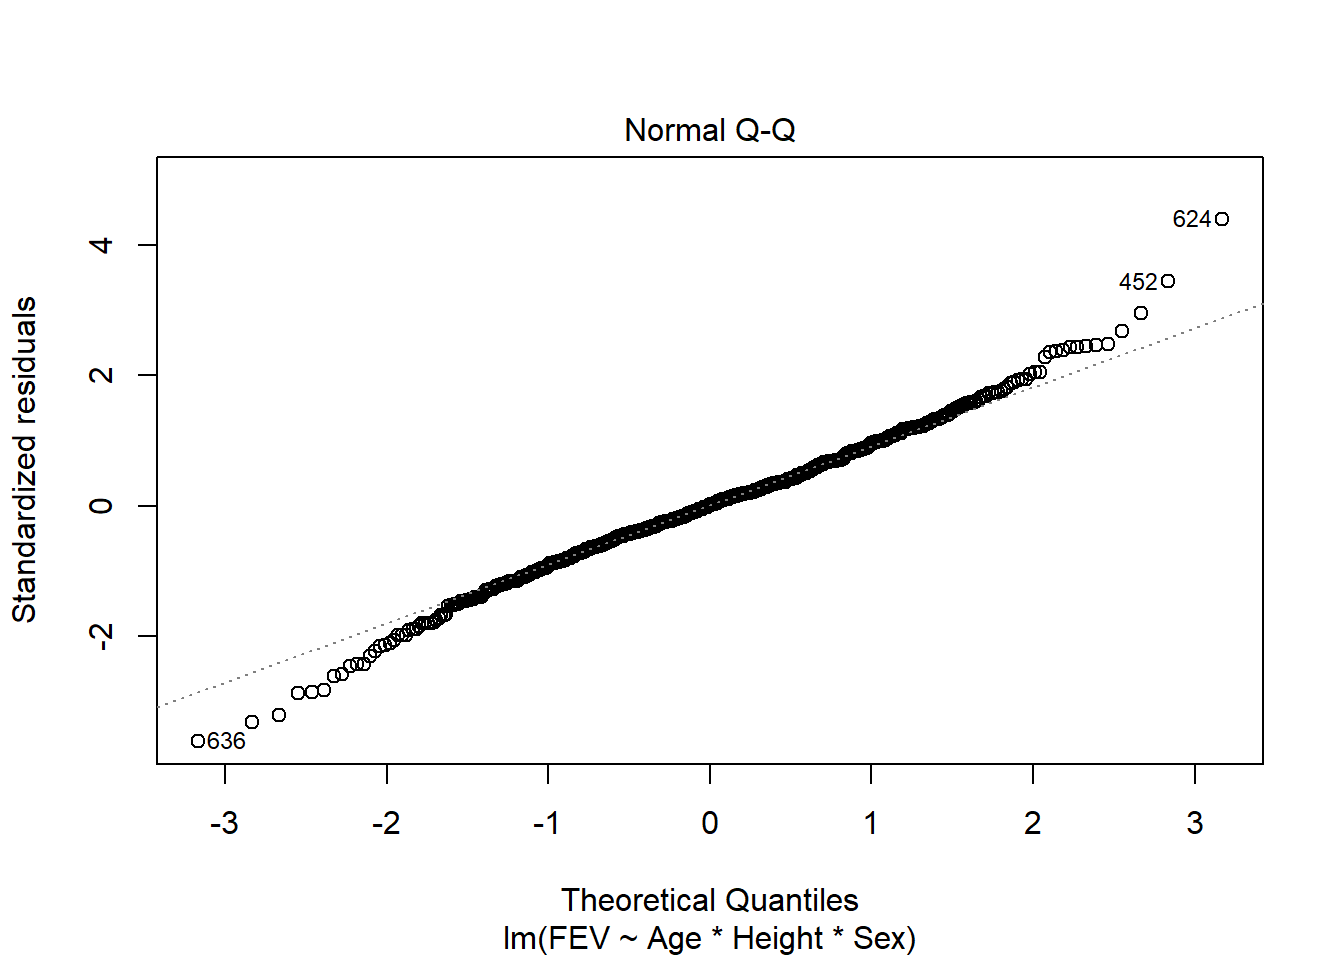 Normal Q-Q
624
452
636
Standardized residuals
4
2
0
-2
-3 -2 -1 0 1 2 3
Theoretical Quantiles
lm(FEV ~ Age * Height * Sex)